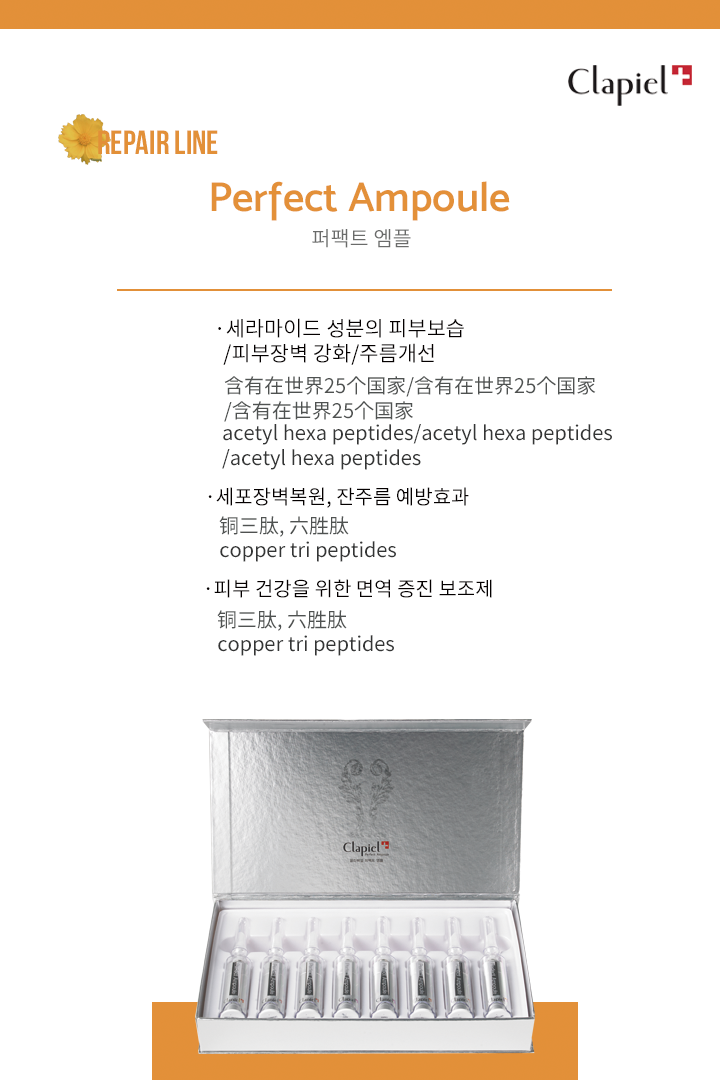 Clapiel
REPAIR LINE
Perfect Ampoule
퍼팩트 엠플
· 세라마이드 성분의 피부보습
/피부장벽 강화/주름개선
含有在世界25个国家/含有在世界25个国家
/含有在世界25个国家
acetyl hexa peptides/acetyl hexa peptides
/acetyl hexa peptides
· 세포장벽복원, 잔주름 예방효과
铜三肽, 六胜肽
copper tri peptides
· 피부 건강을 위한 면역 증진 보조제
铜三肽, 六胜肽
copper tri peptides
Clapiel